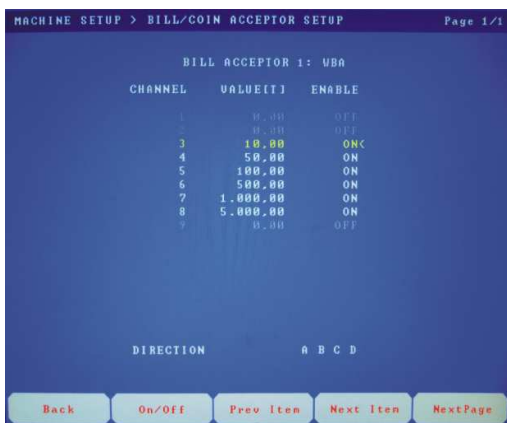 MACHINE SETUP > BILL/COIN ACCEPTOR SETUP Page 1/1
BILL ACCEPTOR 1: WBA
CHANNEL VALUE[T] ENABLE
1 0.00 OFF
2 0.00 OFF
3 10,00 ON<
4 50,00 ON
5 100,00 ON
6 500,00 ON
7 1.000,00 ON
8 5.000,00 ON
9 0.00 OFF
DIRECTION A B C D
Back On/Off Prev Item Next Item NextPage